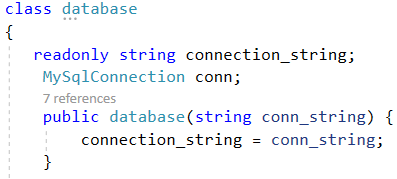 class database
{
readonly string connection_string;
MySqlConnection conn;
7 references
public database(string conn_string) {
connection_string = conn_string;
}